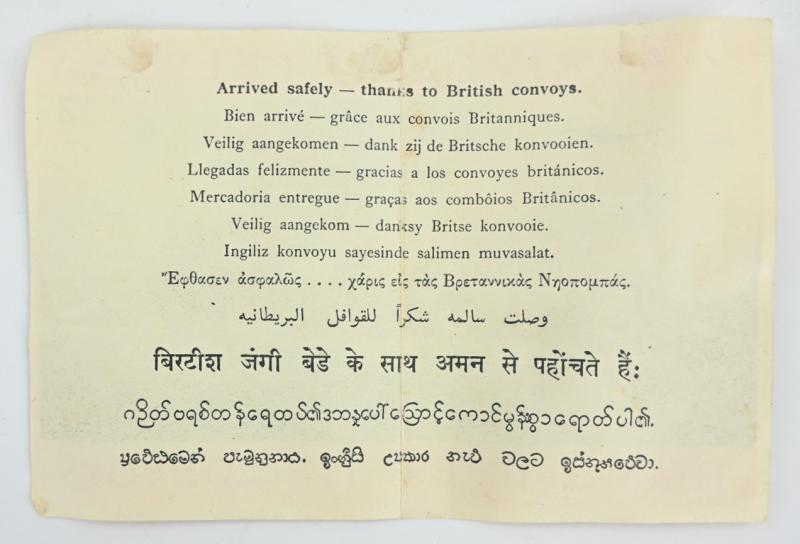 Arrived safely — thanks to British convoys.
Bien arrivé — grâce aux convois Britanniques.
Veilig aangekomen — dank zij de Britsche konvooien.
Llegadas felizmente — gracias a los convoyes británicos.
Mercadoria entregue — graças aos combôios Britânicos.
Veilig aangekom — danksy Britse konvooie.
Ingiliz konvoyu sayesinde salimen muvasalat.
Ἔφθασεν ἀσφαλῶς .... χάρις εἰς τὰς Βρεταννικὰς Νηοπομπάς.
وصلت سالمه شكراً للقوافل البريطانيه
बिरटीश जंगी बेडे के साथ अमन से पहोंचते हैं: